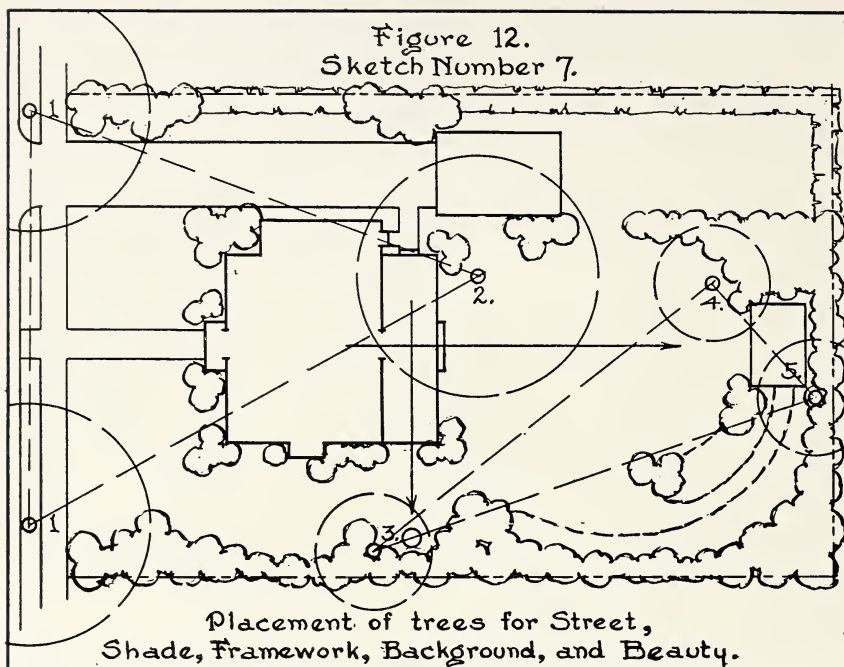 Figure 12.
Sketch Number 7.
1
2.
4.
5.
1
3.
Placement of trees for Street,
Shade, Framework, Background, and Beauty.